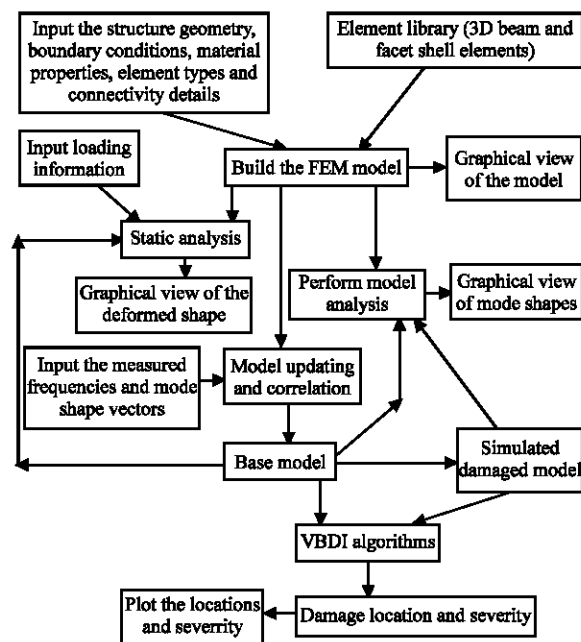 Input the structure geometry,
boundary conditions, material
properties, element types and
connectivity details
Element library (3D beam and
facet shell elements)
Input loading
information
Build the FEM model
Graphical view
of the model
Static analysis
Graphical view of the
deformed shape
Perform model
analysis
Graphical view
of mode shapes
Input the measured
frequencies and mode
shape vectors
Model updating
and correlation
Base model
Simulated
damaged model
VBDI algorithms
Plot the locations
and severrity
Damage location and severity